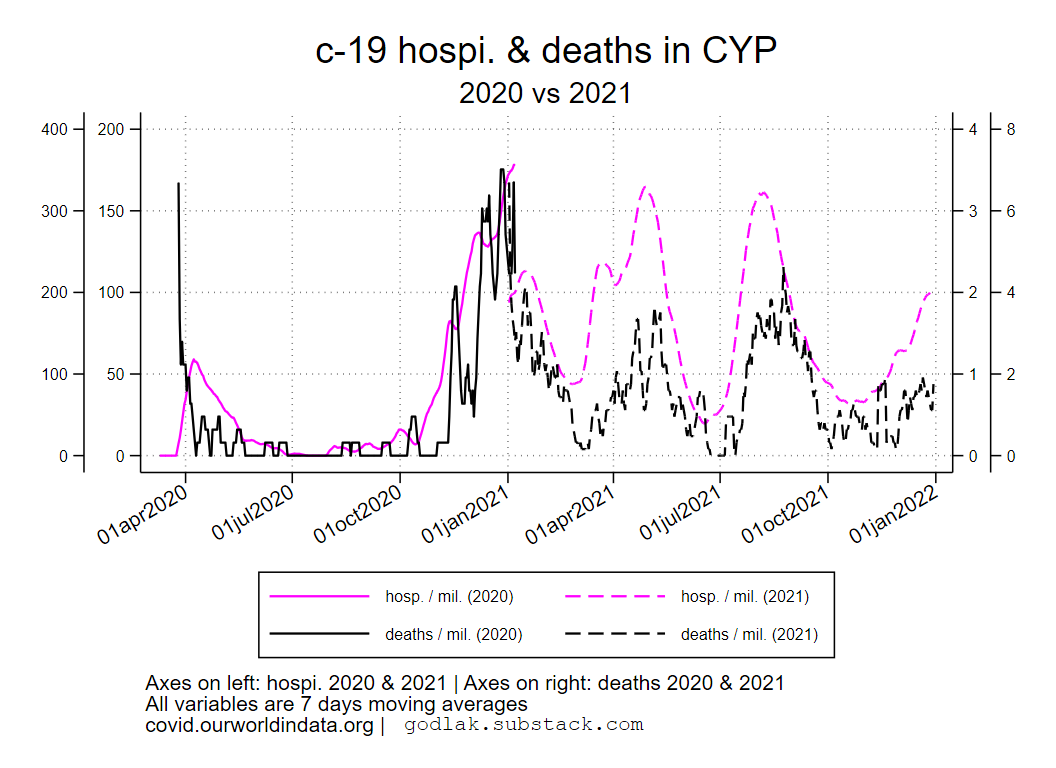 c-19 hospi. & deaths in CYP
2020 vs 2021
400 200 4 8
300 150 3 6
200 100 2 4
100 50 1 2
0 0 0 0
01apr2020 01jul2020 01oct2020 01jan2021 01apr2021 01jul2021 01oct2021 01jan2022
hosp. / mil. (2020) hosp. / mil. (2021)
deaths / mil. (2020) deaths / mil. (2021)
Axes on left: hospi. 2020 & 2021 | Axes on right: deaths 2020 & 2021
All variables are 7 days moving averages
covid.ourworldindata.org | godlak.substack.com